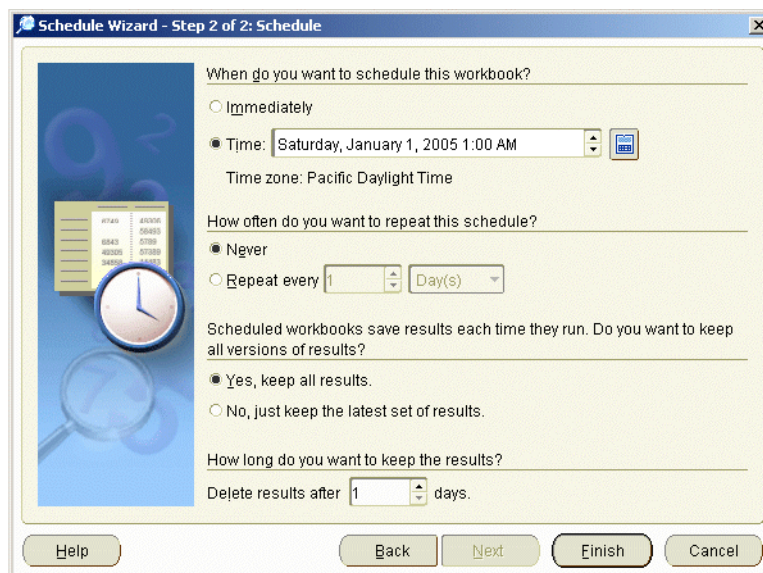 Schedule Wizard - Step 2 of 2: Schedule
When do you want to schedule this workbook?
Immediately
Time: Saturday, January 1, 2005 1:00 AM
Time zone: Pacific Daylight Time
How often do you want to repeat this schedule?
Never
Repeat every 1 Day(s)
Scheduled workbooks save results each time they run. Do you want to keep
all versions of results?
Yes, keep all results.
No, just keep the latest set of results.
How long do you want to keep the results?
Delete results after 1 days.
Help Back Next Finish Cancel